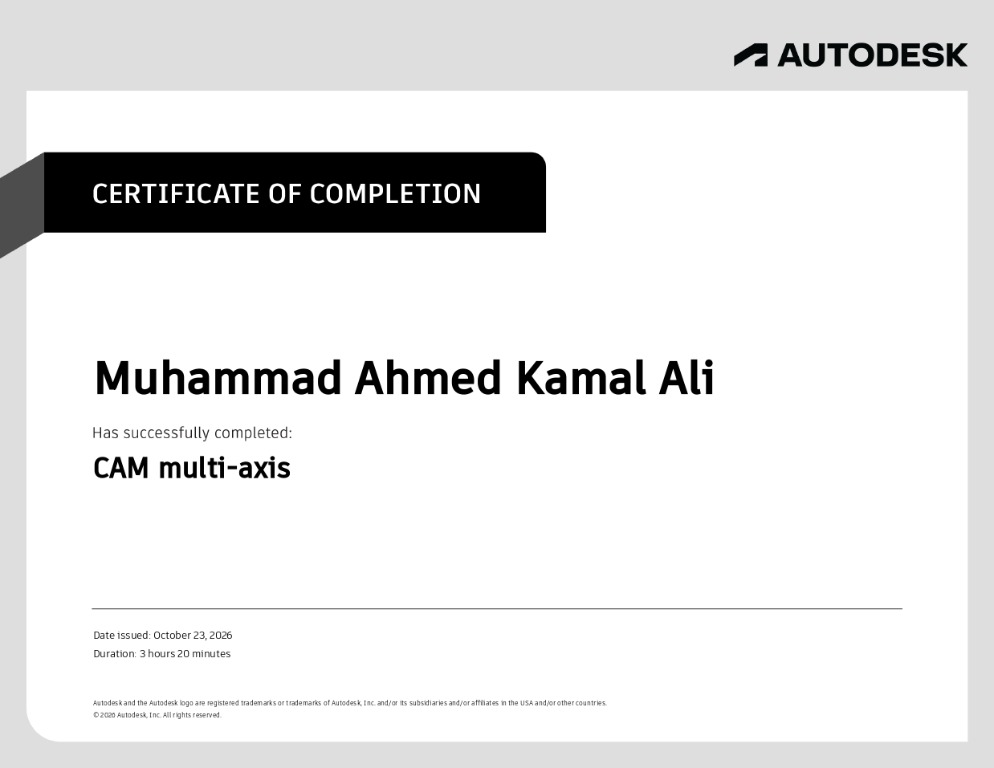 AUTODESK
CERTIFICATE OF COMPLETION
Muhammad Ahmed Kamal Ali
Has successfully completed:
CAM multi-axis
Date issued: October 23, 2026
Duration: 3 hours 20 minutes
Autodesk and the Autodesk logo are registered trademarks or trademarks of Autodesk, Inc. and/or its subsidiaries and/or affiliates in the USA and/or other countries.
© 2026 Autodesk, Inc. All rights reserved.